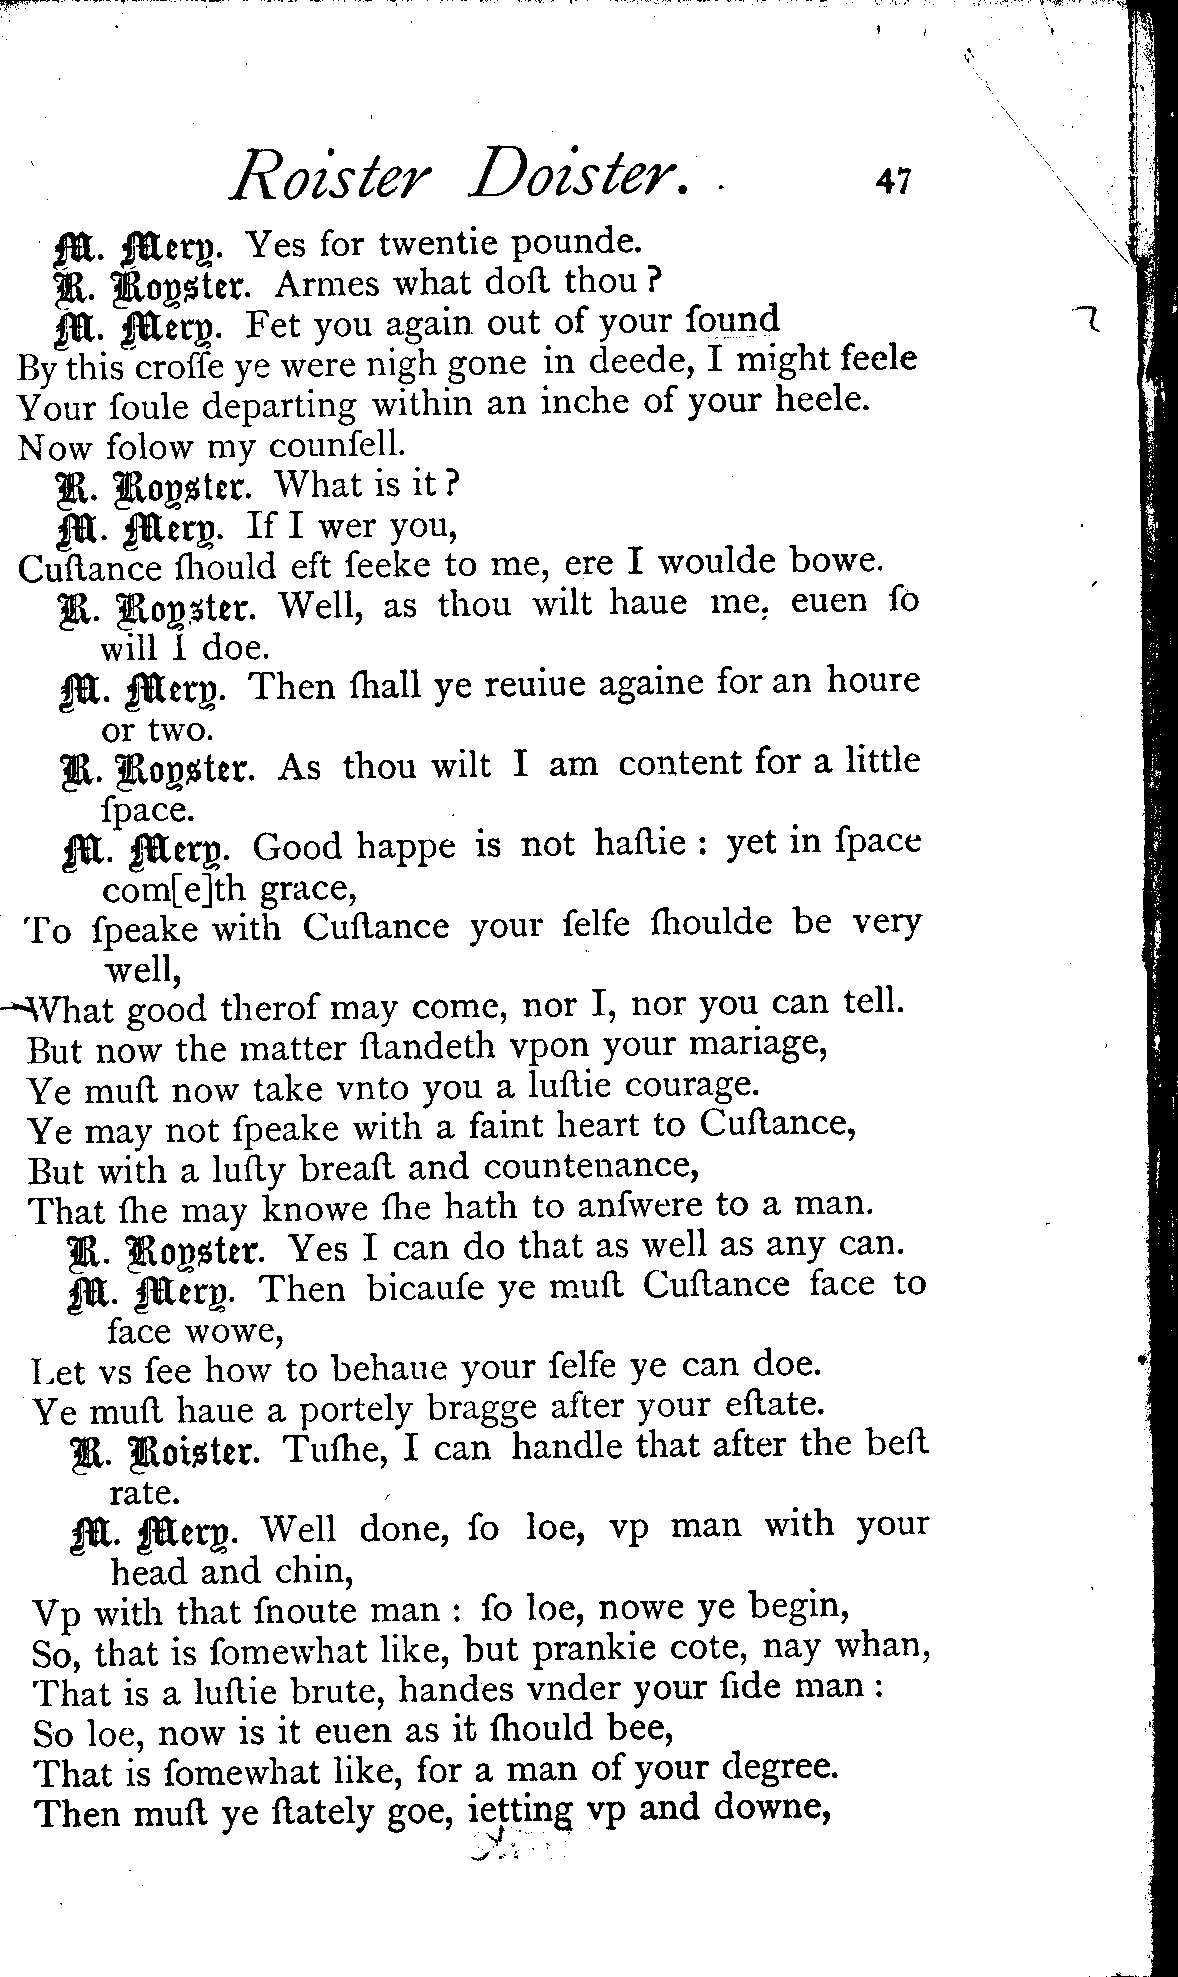 Roister Doister. 47
M. Mery. Yes for twentie pounde.
R. Royster. Armes what doſt thou?
M. Mery. Fet you again out of your ſound
By this croſſe ye were nigh gone in deede, I might feele
Your ſoule departing within an inche of your heele.
Now folow my counſell.
R. Royster. What is it?
M. Mery. If I wer you,
Cuſtance ſhould eft ſeeke to me, ere I woulde bowe.
R. Royster. Well, as thou wilt haue me, euen ſo
will I doe.
M. Mery. Then ſhall ye reuiue againe for an houre
or two.
R. Royster. As thou wilt I am content for a little
ſpace.
M. Mery. Good happe is not haſtie : yet in ſpace
com[e]th grace,
To ſpeake with Cuſtance your ſelfe ſhoulde be very
well,
What good therof may come, nor I, nor you can tell.
But now the matter ſtandeth vpon your mariage,
Ye muſt now take vnto you a luſtie courage.
Ye may not ſpeake with a faint heart to Cuſtance,
But with a luſty breaſt and countenance,
That ſhe may knowe ſhe hath to anſwere to a man.
R. Royster. Yes I can do that as well as any can.
M. Mery. Then bicauſe ye muſt Cuſtance face to
face wowe,
Let vs ſee how to behaue your ſelfe ye can doe.
Ye muſt haue a portely bragge after your eſtate.
R. Roister. Tuſhe, I can handle that after the beſt
rate.
M. Mery. Well done, ſo loe, vp man with your
head and chin,
Vp with that ſnoute man : ſo loe, nowe ye begin,
So, that is ſomewhat like, but prankie cote, nay whan,
That is a luſtie brute, handes vnder your ſide man :
So loe, now is it euen as it ſhould bee,
That is ſomewhat like, for a man of your degree.
Then muſt ye ſtately goe, ietting vp and downe,